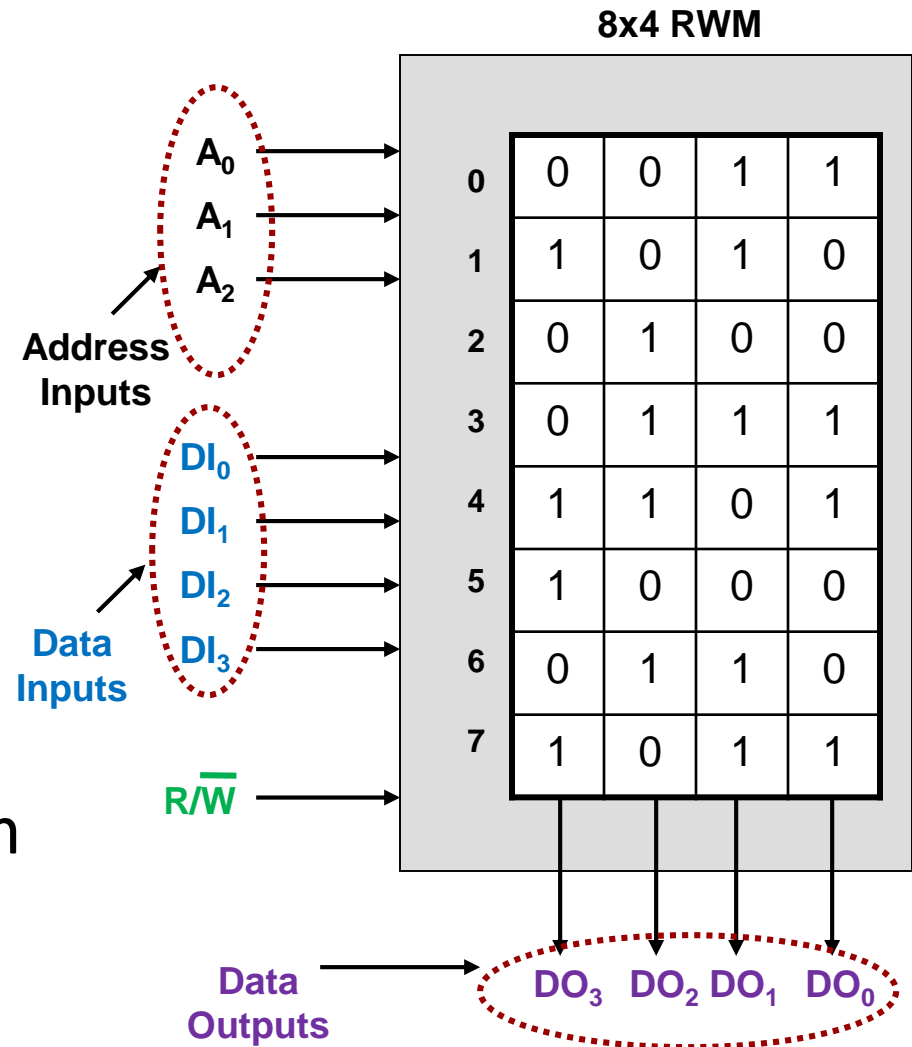 8x4 RWM
A₀
A₁
A₂
Address
Inputs
DI₀
DI₁
DI₂
DI₃
Data
Inputs
R/W̅
n
0 0 0 1 1
1 1 0 1 0
2 0 1 0 0
3 0 1 1 1
4 1 1 0 1
5 1 0 0 0
6 0 1 1 0
7 1 0 1 1
DO₃ DO₂ DO₁ DO₀
Data
Outputs